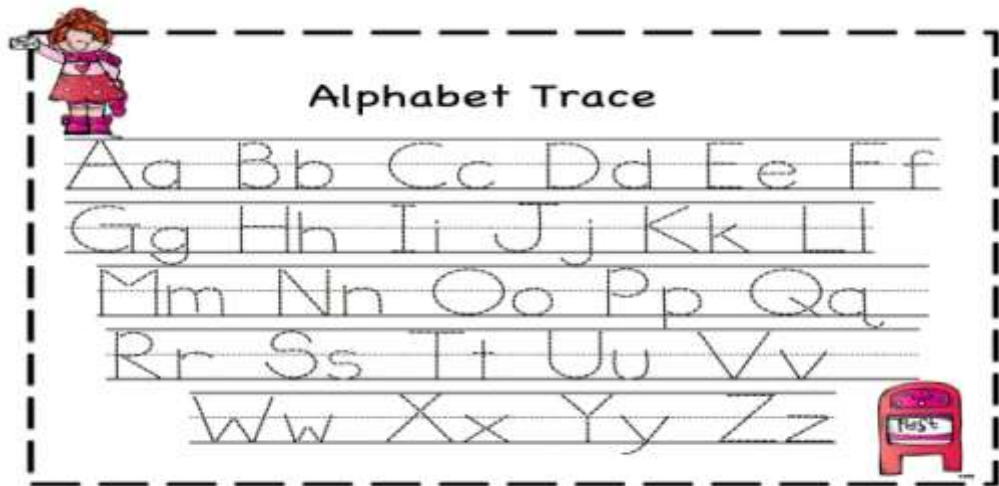 Alphabet Trace
Aa Bb Cc Dd Ee Ff
Gg Hh Ii Jj Kk Ll
Mm Nn Oo Pp Qq
Rr Ss Tt Uu Vv
Ww Xx Yy Zz
Post